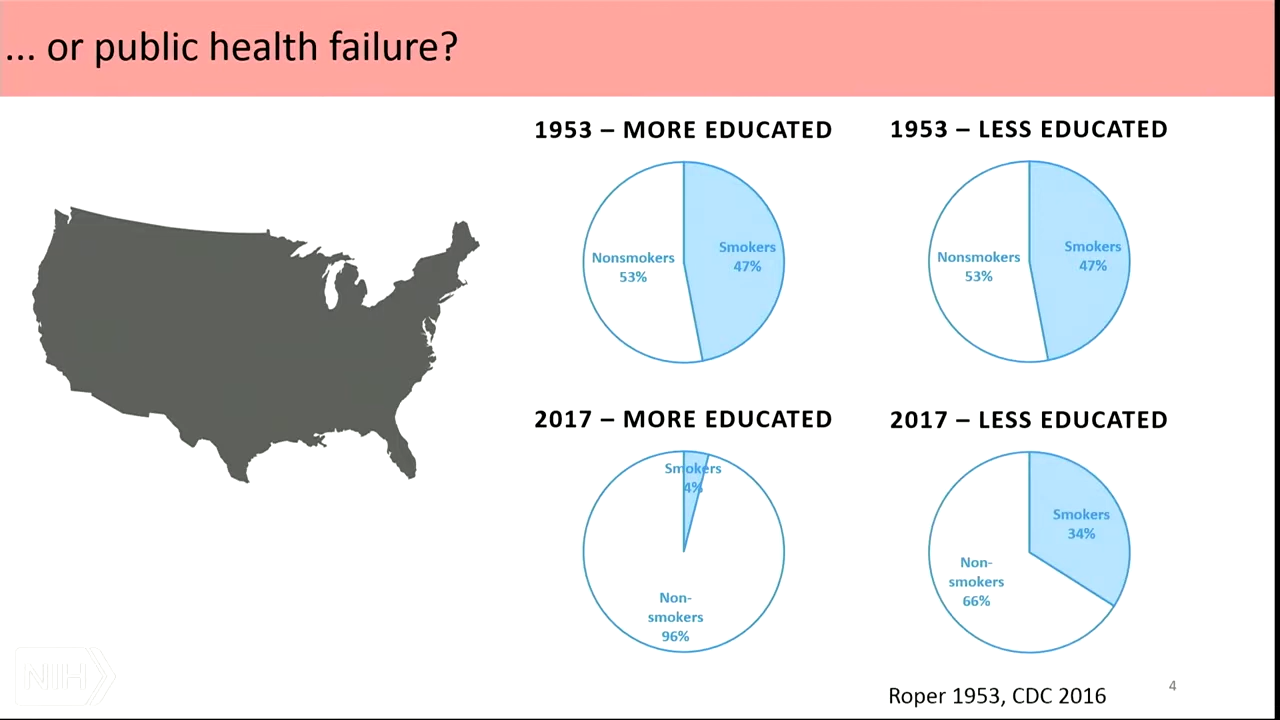 ... or public health failure?
1953 – MORE EDUCATED
Nonsmokers
53%
Smokers
47%
1953 – LESS EDUCATED
Nonsmokers
53%
Smokers
47%
2017 – MORE EDUCATED
Smokers
4%
Non-
smokers
96%
2017 – LESS EDUCATED
Smokers
34%
Non-
smokers
66%
NIH
Roper 1953, CDC 2016
4